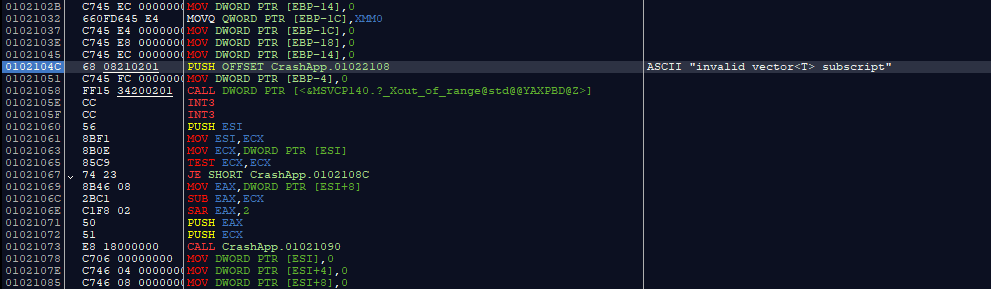 0102102B C745 EC 0000000 MOV DWORD PTR [EBP-14],0
01021032 660FD645 E4 MOVQ QWORD PTR [EBP-1C],XMM0
01021037 C745 E4 0000000 MOV DWORD PTR [EBP-1C],0
0102103E C745 E8 0000000 MOV DWORD PTR [EBP-18],0
01021045 C745 EC 0000000 MOV DWORD PTR [EBP-14],0
0102104C 68 08210201 PUSH OFFSET CrashApp.01022108 ASCII "invalid vector<T> subscript"
01021051 C745 FC 0000000 MOV DWORD PTR [EBP-4],0
01021058 FF15 34200201 CALL DWORD PTR [<&MSVCP140.?_Xout_of_range@std@@YAXPBD@Z>]
0102105E CC INT3
0102105F CC INT3
01021060 56 PUSH ESI
01021061 8BF1 MOV ESI,ECX
01021063 8B0E MOV ECX,DWORD PTR [ESI]
01021065 85C9 TEST ECX,ECX
01021067 74 23 JE SHORT CrashApp.0102108C
01021069 8B46 08 MOV EAX,DWORD PTR [ESI+8]
0102106C 2BC1 SUB EAX,ECX
0102106E C1F8 02 SAR EAX,2
01021071 50 PUSH EAX
01021072 51 PUSH ECX
01021073 E8 18000000 CALL CrashApp.01021090
01021078 C706 00000000 MOV DWORD PTR [ESI],0
0102107E C746 04 0000000 MOV DWORD PTR [ESI+4],0
01021085 C746 08 0000000 MOV DWORD PTR [ESI+8],0